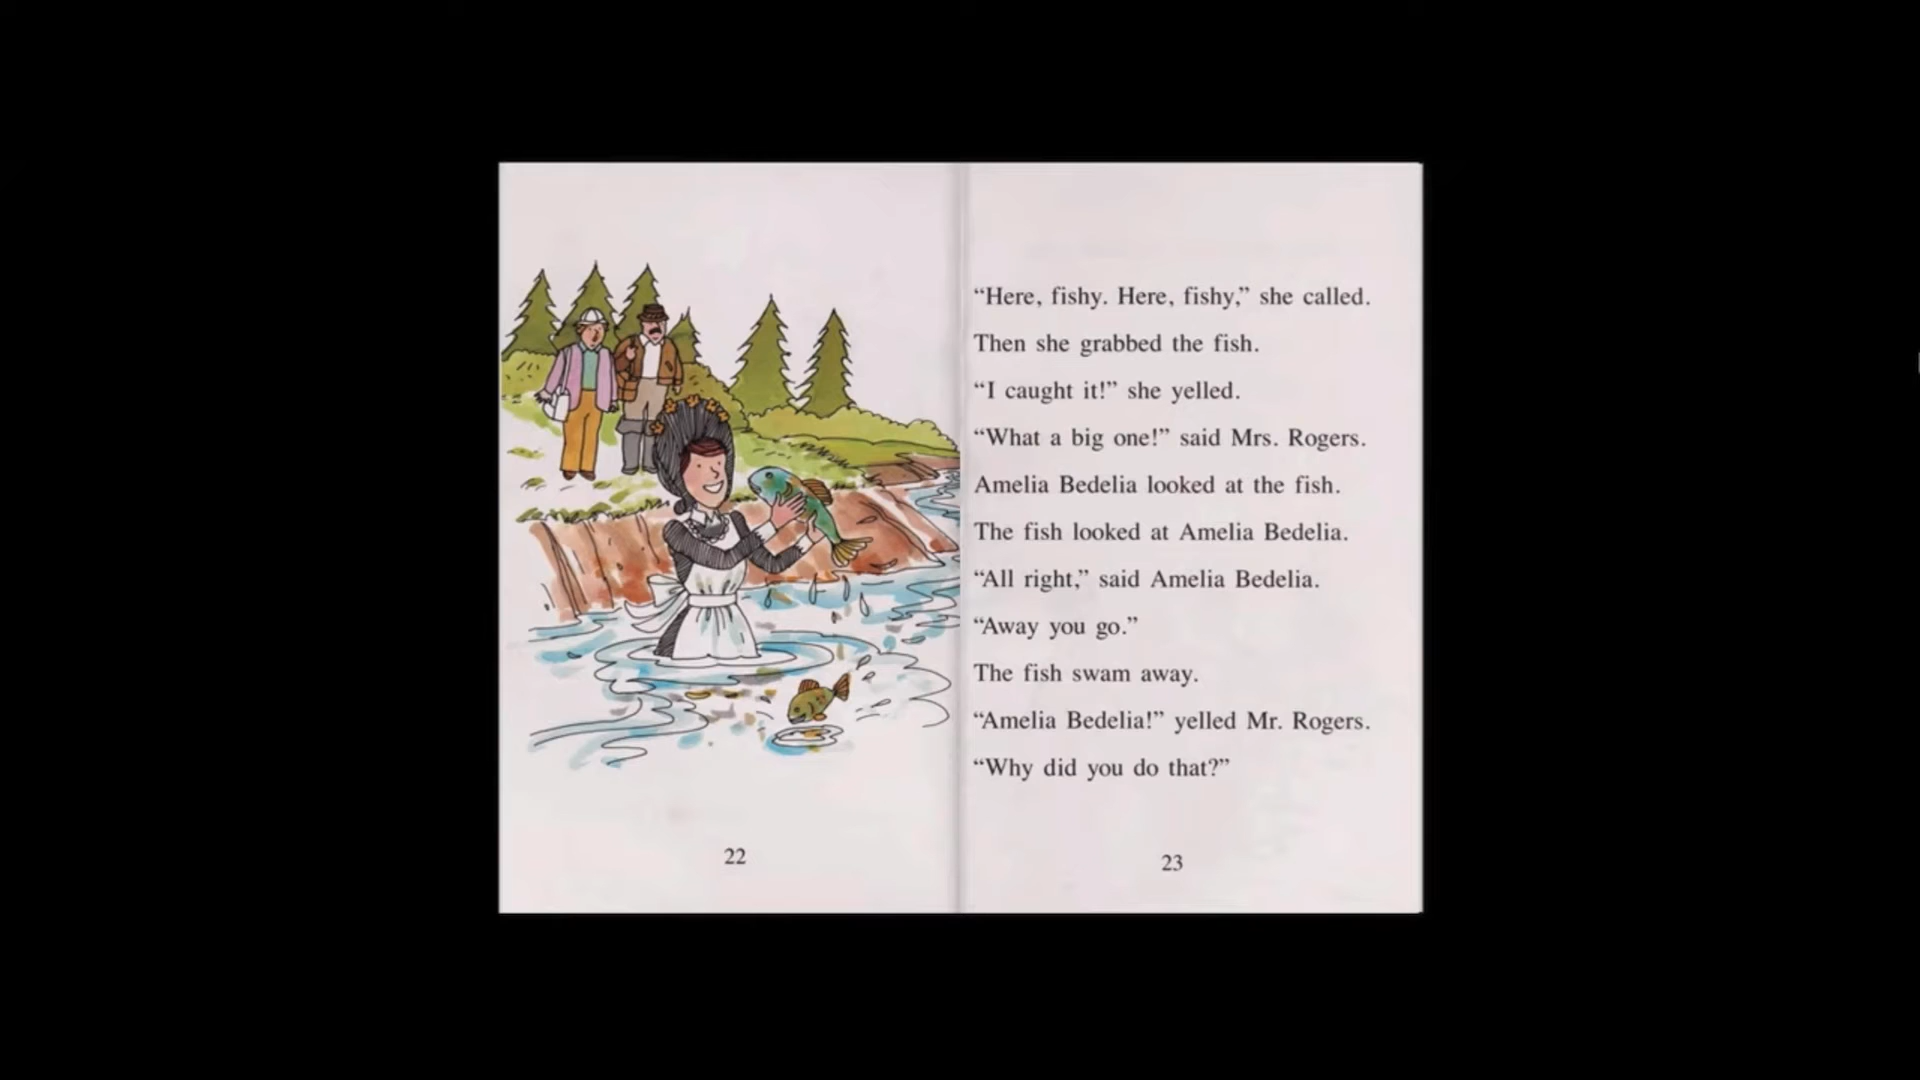 “Here, fishy. Here, fishy,” she called.
Then she grabbed the fish.
“I caught it!” she yelled.
“What a big one!” said Mrs. Rogers.
Amelia Bedelia looked at the fish.
The fish looked at Amelia Bedelia.
“All right,” said Amelia Bedelia.
“Away you go.”
The fish swam away.
“Amelia Bedelia!” yelled Mr. Rogers.
“Why did you do that?”
22
23